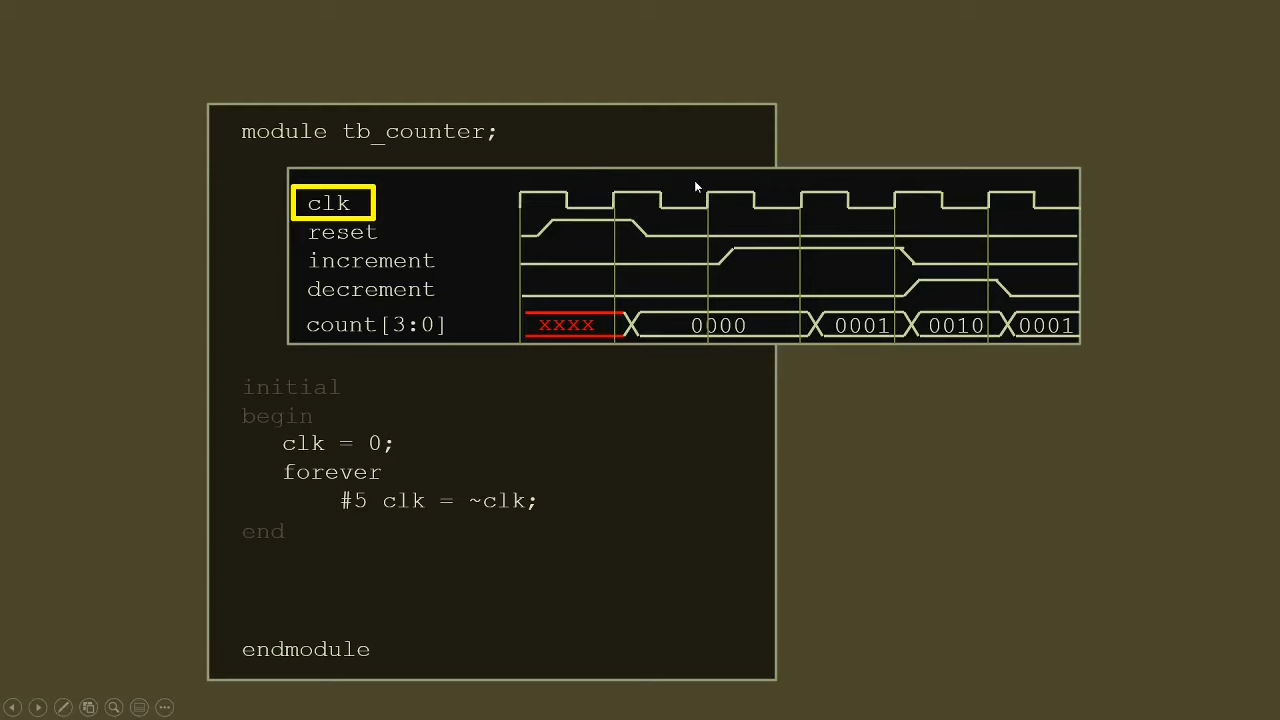 module tb_counter;
clk
reset
increment
decrement
count[3:0] xxxx 0000 0001 0010 0001
initial
begin
clk = 0;
forever
#5 clk = ~clk;
end
endmodule